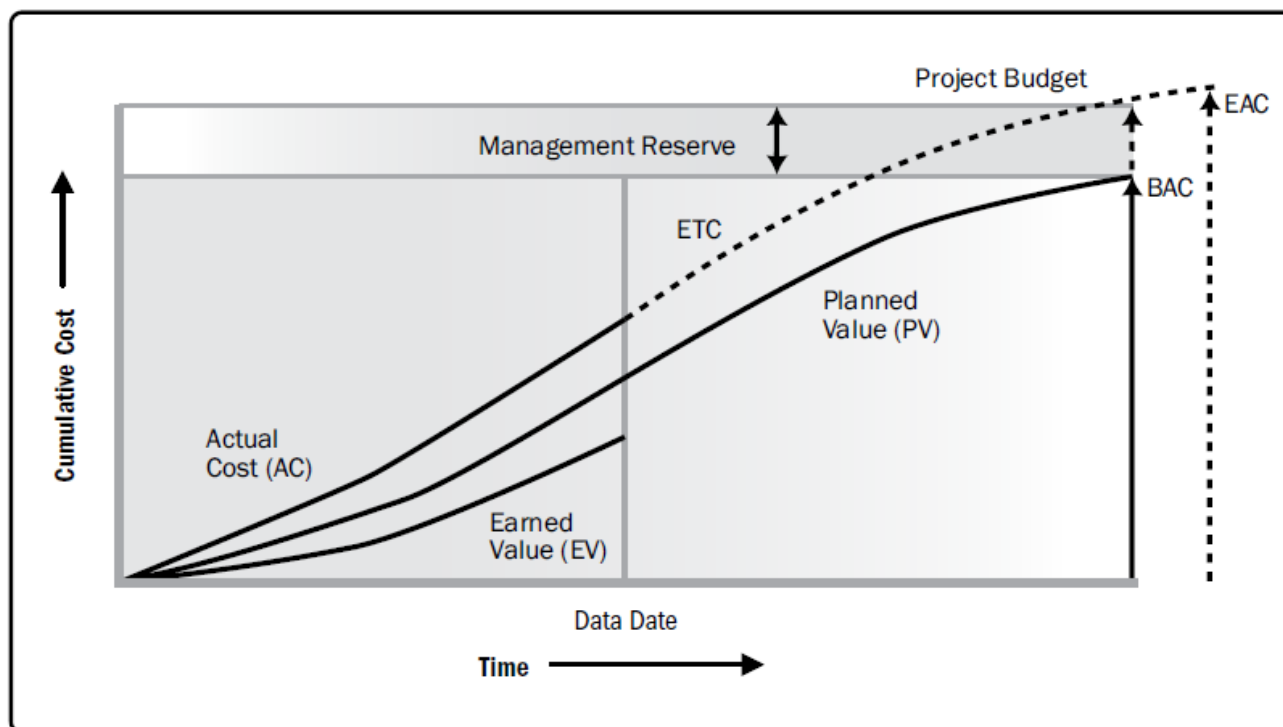 Project Budget
EAC
Management Reserve
BAC
ETC
Planned
Value (PV)
Cumulative Cost
Actual
Cost (AC)
Earned
Value (EV)
Data Date
Time